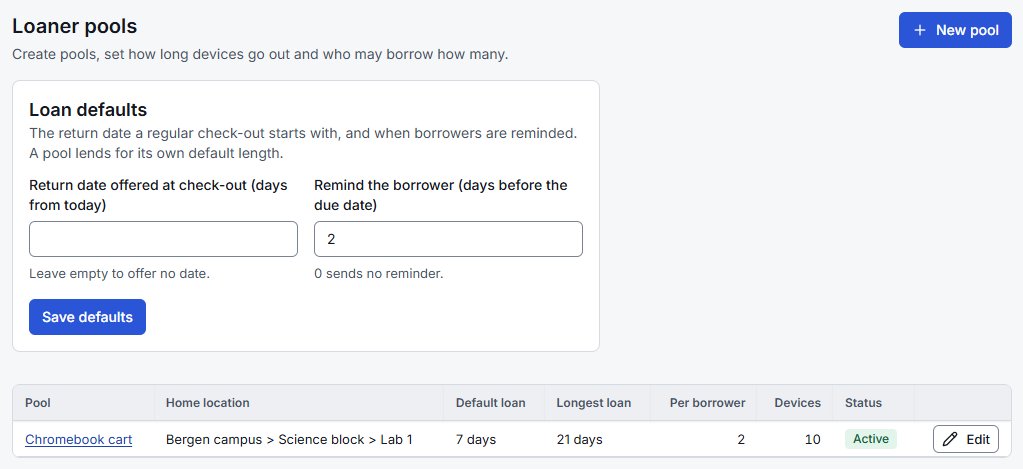 Loaner pools
New pool
Create pools, set how long devices go out and who may borrow how many.
Loan defaults
The return date a regular check-out starts with, and when borrowers are reminded.
A pool lends for its own default length.
Return date offered at check-out (days
from today)
Remind the borrower (days before the
due date)
2
Leave empty to offer no date.
0 sends no reminder.
Save defaults
Pool Home location Default loan Longest loan Per borrower Devices Status
Chromebook cart Bergen campus > Science block > Lab 1 7 days 21 days 2 10 Active Edit